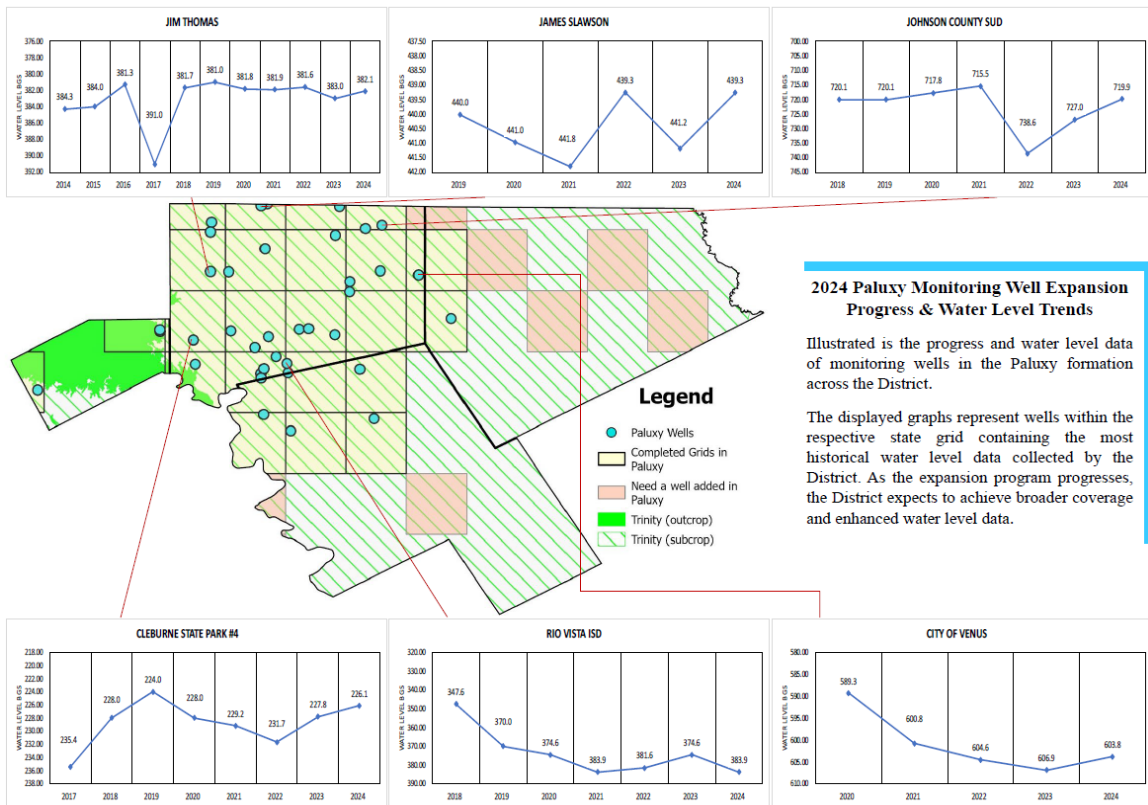 JIM THOMAS
WATER LEVEL BGS
376.00
378.00
380.00
382.00
384.00
386.00
388.00
390.00
392.00
384.3
384.0
381.3
391.0
381.7
381.0
381.8
381.9
381.6
383.0
382.1
2014 2015 2016 2017 2018 2019 2020 2021 2022 2023 2024
JAMES SLAWSON
WATER LEVEL BGS
437.50
438.00
438.50
439.00
439.50
440.00
440.50
441.00
441.50
442.00
440.0
441.0
441.8
439.3
441.2
439.3
2019 2020 2021 2022 2023 2024
JOHNSON COUNTY SUD
WATER LEVEL BGS
700.00
705.00
710.00
715.00
720.00
725.00
730.00
735.00
740.00
745.00
720.1
720.1
717.8
715.5
738.6
727.0
719.9
2018 2019 2020 2021 2022 2023 2024
2024 Paluxy Monitoring Well Expansion
Progress & Water Level Trends
Illustrated is the progress and water level data
of monitoring wells in the Paluxy formation
across the District.
The displayed graphs represent wells within the
respective state grid containing the most
historical water level data collected by the
District. As the expansion program progresses,
the District expects to achieve broader coverage
and enhanced water level data.
Legend
Paluxy Wells
Completed Grids in
Paluxy
Need a well added in
Paluxy
Trinity (outcrop)
Trinity (subcrop)
CLEBURNE STATE PARK #4
WATER LEVEL BGS
218.00
220.00
222.00
224.00
226.00
228.00
230.00
232.00
234.00
236.00
238.00
235.4
228.0
224.0
228.0
229.2
231.7
227.8
226.1
2017 2018 2019 2020 2021 2022 2023 2024
RIO VISTA ISD
WATER LEVEL BGS
320.00
330.00
340.00
350.00
360.00
370.00
380.00
390.00
347.6
370.0
374.6
383.9
381.6
374.6
383.9
2018 2019 2020 2021 2022 2023 2024
CITY OF VENUS
WATER LEVEL BGS
580.00
585.00
590.00
595.00
600.00
605.00
610.00
589.3
600.8
604.6
606.9
603.8
2020 2021 2022 2023 2024